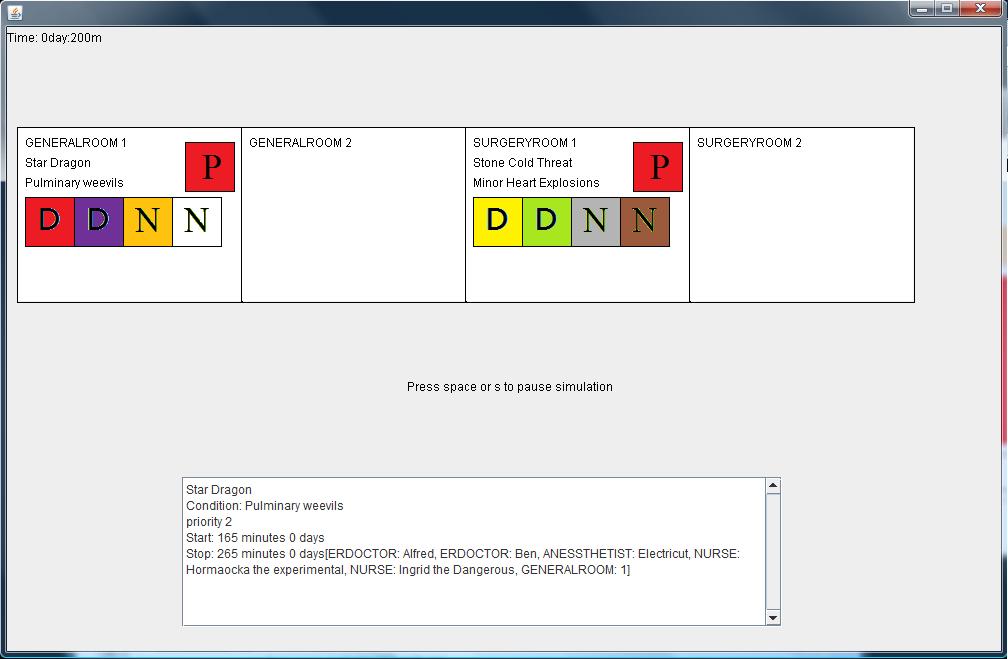 Time: 0day:200m
GENERALROOM 1
Star Dragon
Pulminary weevils
P
D D N N
GENERALROOM 2
SURGERYROOM 1
Stone Cold Threat
Minor Heart Explosions
P
D D N N
SURGERYROOM 2
Press space or s to pause simulation
Star Dragon
Condition: Pulminary weevils
priority 2
Start: 165 minutes 0 days
Stop: 265 minutes 0 days[ERDOCTOR: Alfred, ERDOCTOR: Ben, ANESSTHETIST: Electricut, NURSE:
Hormaocka the experimental, NURSE: Ingrid the Dangerous, GENERALROOM: 1]